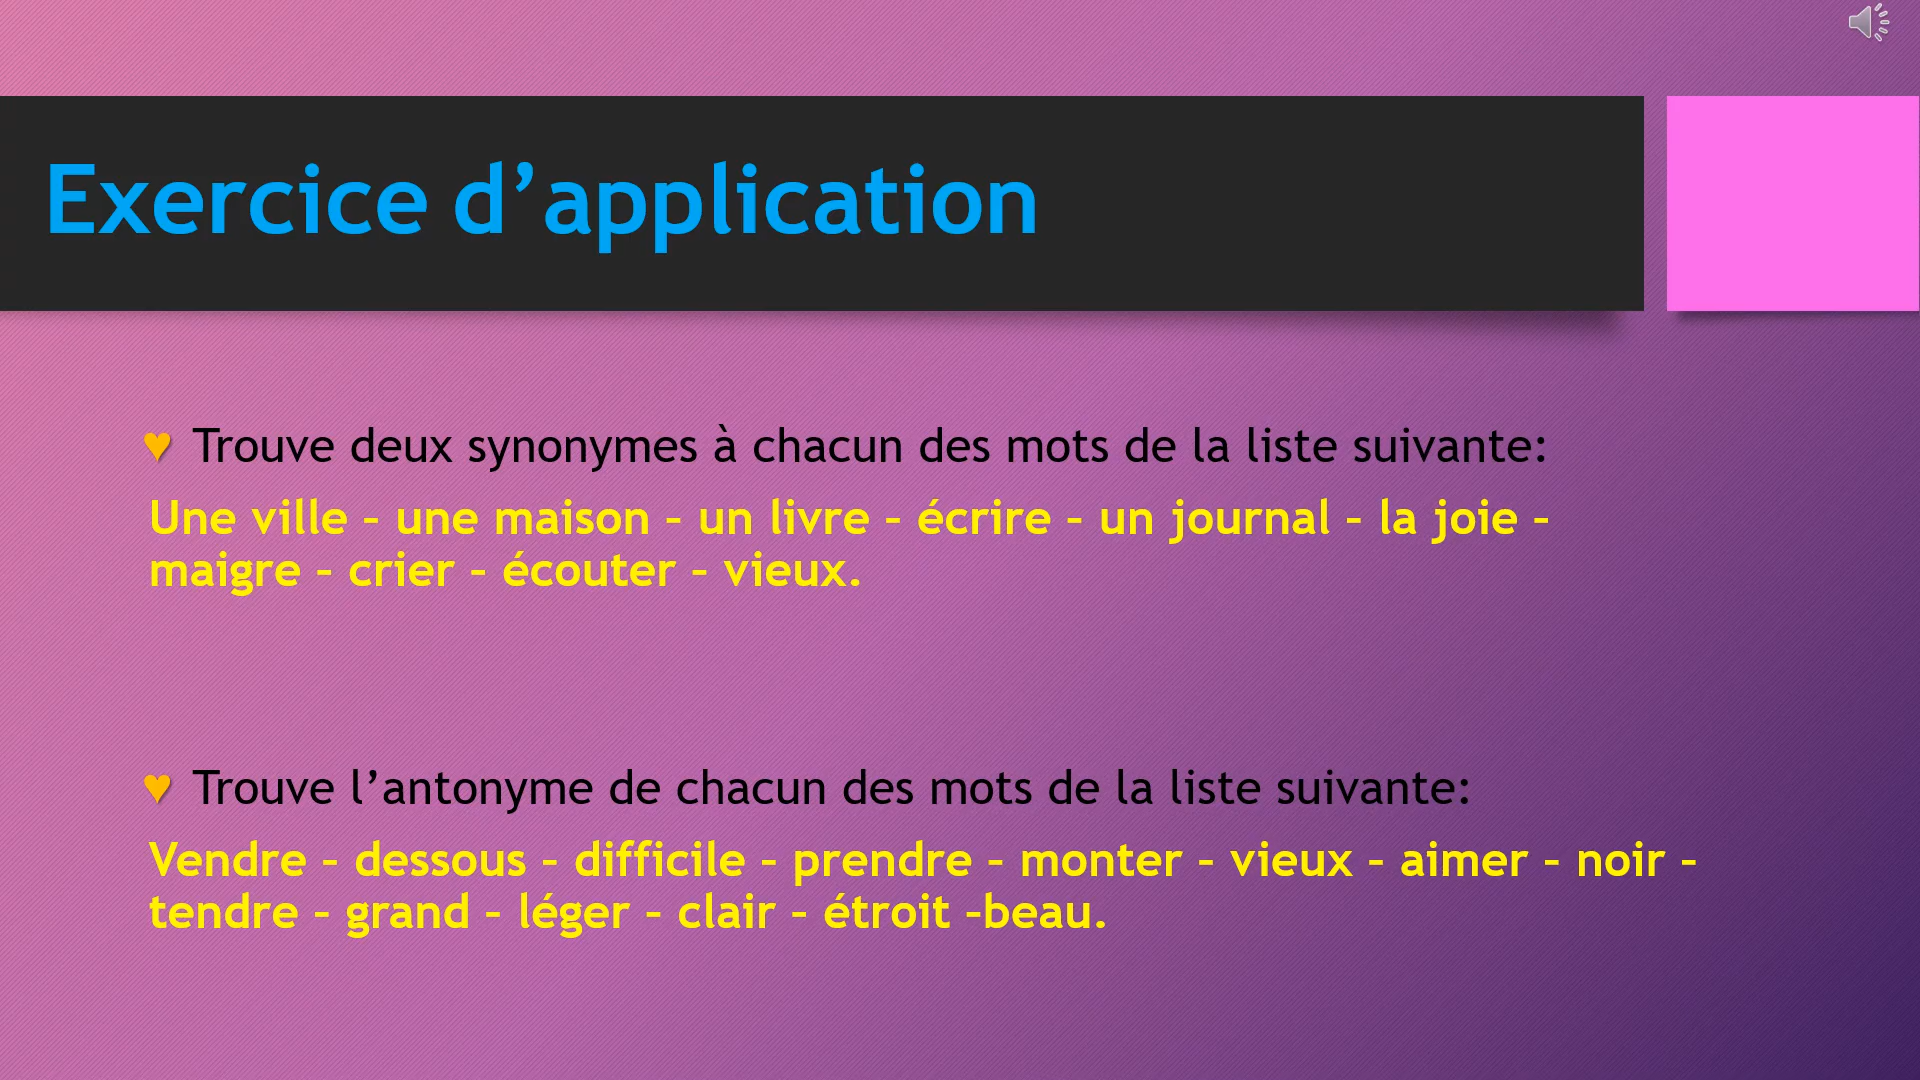 Exercice d’application
♥ Trouve deux synonymes à chacun des mots de la liste suivante:
Une ville – une maison – un livre – écrire – un journal – la joie –
maigre – crier – écouter – vieux.
♥ Trouve l’antonyme de chacun des mots de la liste suivante:
Vendre – dessous – difficile – prendre – monter – vieux – aimer – noir –
tendre – grand – léger – clair – étroit –beau.